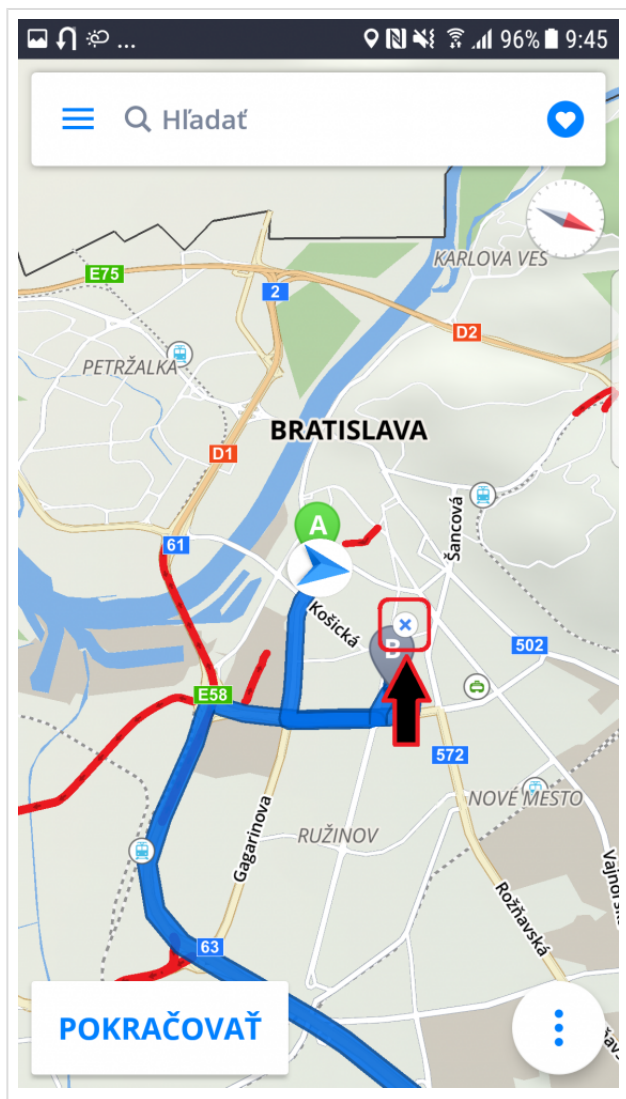 ... 96% 9:45
Hľadať
KARLOVA VES
E75
2
D2
PETRŽALKA
BRATISLAVA
D1
A
Šancová
61
Košická
B
502
E58
572
NOVÉ MESTO
Gagarinova
RUŽINOV
Rožňavská
63
POKRAČOVAŤ